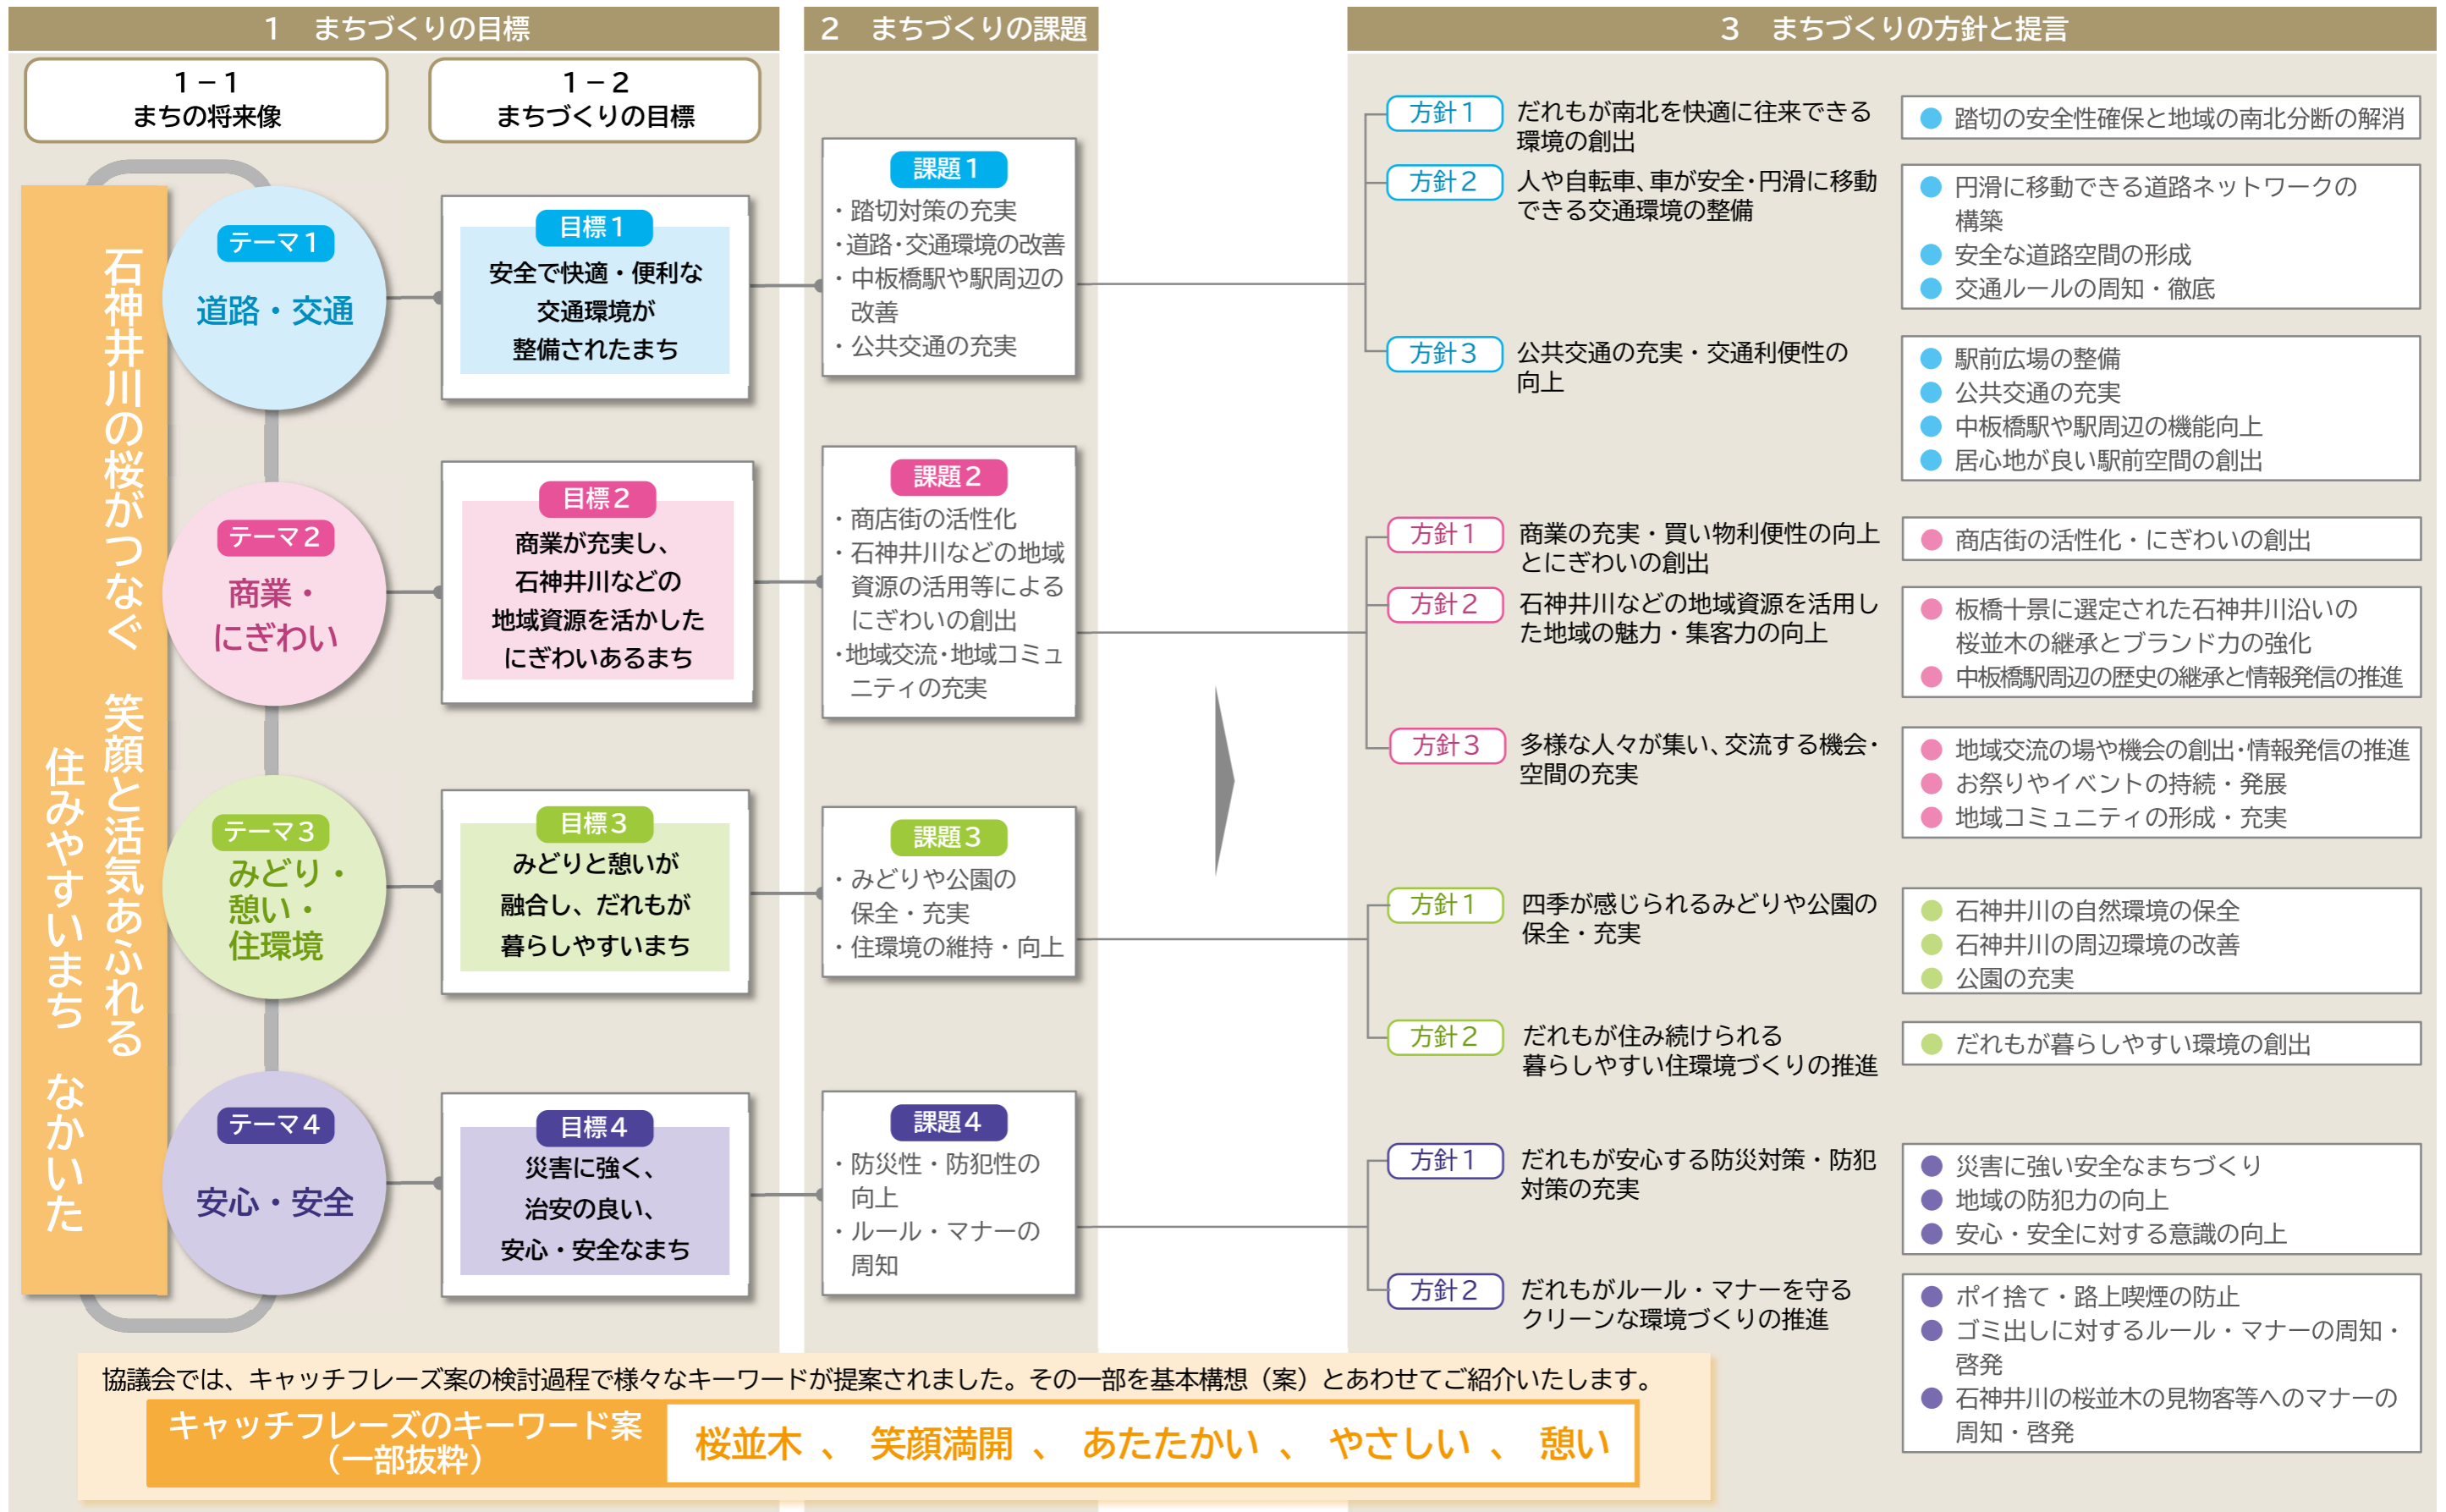 1　まちづくりの目標
1－1
まちの将来像
1－2
まちづくりの目標
石神井川の桜がつなぐ　笑顔と活気あふれる
住みやすいまち　なかいた
テーマ1
道路・交通
テーマ2
商業・
にぎわい
テーマ3
みどり・
憩い・
住環境
テーマ4
安心・安全
目標1
安全で快適・便利な
交通環境が
整備されたまち
目標2
商業が充実し、
石神井川などの
地域資源を活かした
にぎわいあるまち
目標3
みどりと憩いが
融合し、だれもが
暮らしやすいまち
目標4
災害に強く、
治安の良い、
安心・安全なまち
2　まちづくりの課題
課題1
・踏切対策の充実
・道路・交通環境の改善
・中板橋駅や駅周辺の
改善
・公共交通の充実
課題2
・商店街の活性化
・石神井川などの地域
資源の活用等による
にぎわいの創出
・地域交流・地域コミュ
ニティの充実
課題3
・みどりや公園の
保全・充実
・住環境の維持・向上
課題4
・防災性・防犯性の
向上
・ルール・マナーの
周知
3　まちづくりの方針と提言
方針1
だれもが南北を快適に往来できる
環境の創出
● 踏切の安全性確保と地域の南北分断の解消
方針2
人や自転車、車が安全・円滑に移動
できる交通環境の整備
● 円滑に移動できる道路ネットワークの
構築
● 安全な道路空間の形成
● 交通ルールの周知・徹底
方針3
公共交通の充実・交通利便性の
向上
● 駅前広場の整備
● 公共交通の充実
● 中板橋駅や駅周辺の機能向上
● 居心地が良い駅前空間の創出
方針1
商業の充実・買い物利便性の向上
とにぎわいの創出
● 商店街の活性化・にぎわいの創出
方針2
石神井川などの地域資源を活用し
た地域の魅力・集客力の向上
● 板橋十景に選定された石神井川沿いの
桜並木の継承とブランド力の強化
● 中板橋駅周辺の歴史の継承と情報発信の推進
方針3
多様な人々が集い、交流する機会・
空間の充実
● 地域交流の場や機会の創出・情報発信の推進
● お祭りやイベントの持続・発展
● 地域コミュニティの形成・充実
方針1
四季が感じられるみどりや公園の
保全・充実
● 石神井川の自然環境の保全
● 石神井川の周辺環境の改善
● 公園の充実
方針2
だれもが住み続けられる
暮らしやすい住環境づくりの推進
● だれもが暮らしやすい環境の創出
方針1
だれもが安心する防災対策・防犯
対策の充実
● 災害に強い安全なまちづくり
● 地域の防犯力の向上
● 安心・安全に対する意識の向上
方針2
だれもがルール・マナーを守る
クリーンな環境づくりの推進
● ポイ捨て・路上喫煙の防止
● ゴミ出しに対するルール・マナーの周知・
啓発
● 石神井川の桜並木の見物客等へのマナーの
周知・啓発
協議会では、キャッチフレーズ案の検討過程で様々なキーワードが提案されました。その一部を基本構想（案）とあわせてご紹介いたします。
キャッチフレーズのキーワード案
（一部抜粋）
桜並木 、 笑顔満開 、 あたたかい 、 やさしい 、 憩い